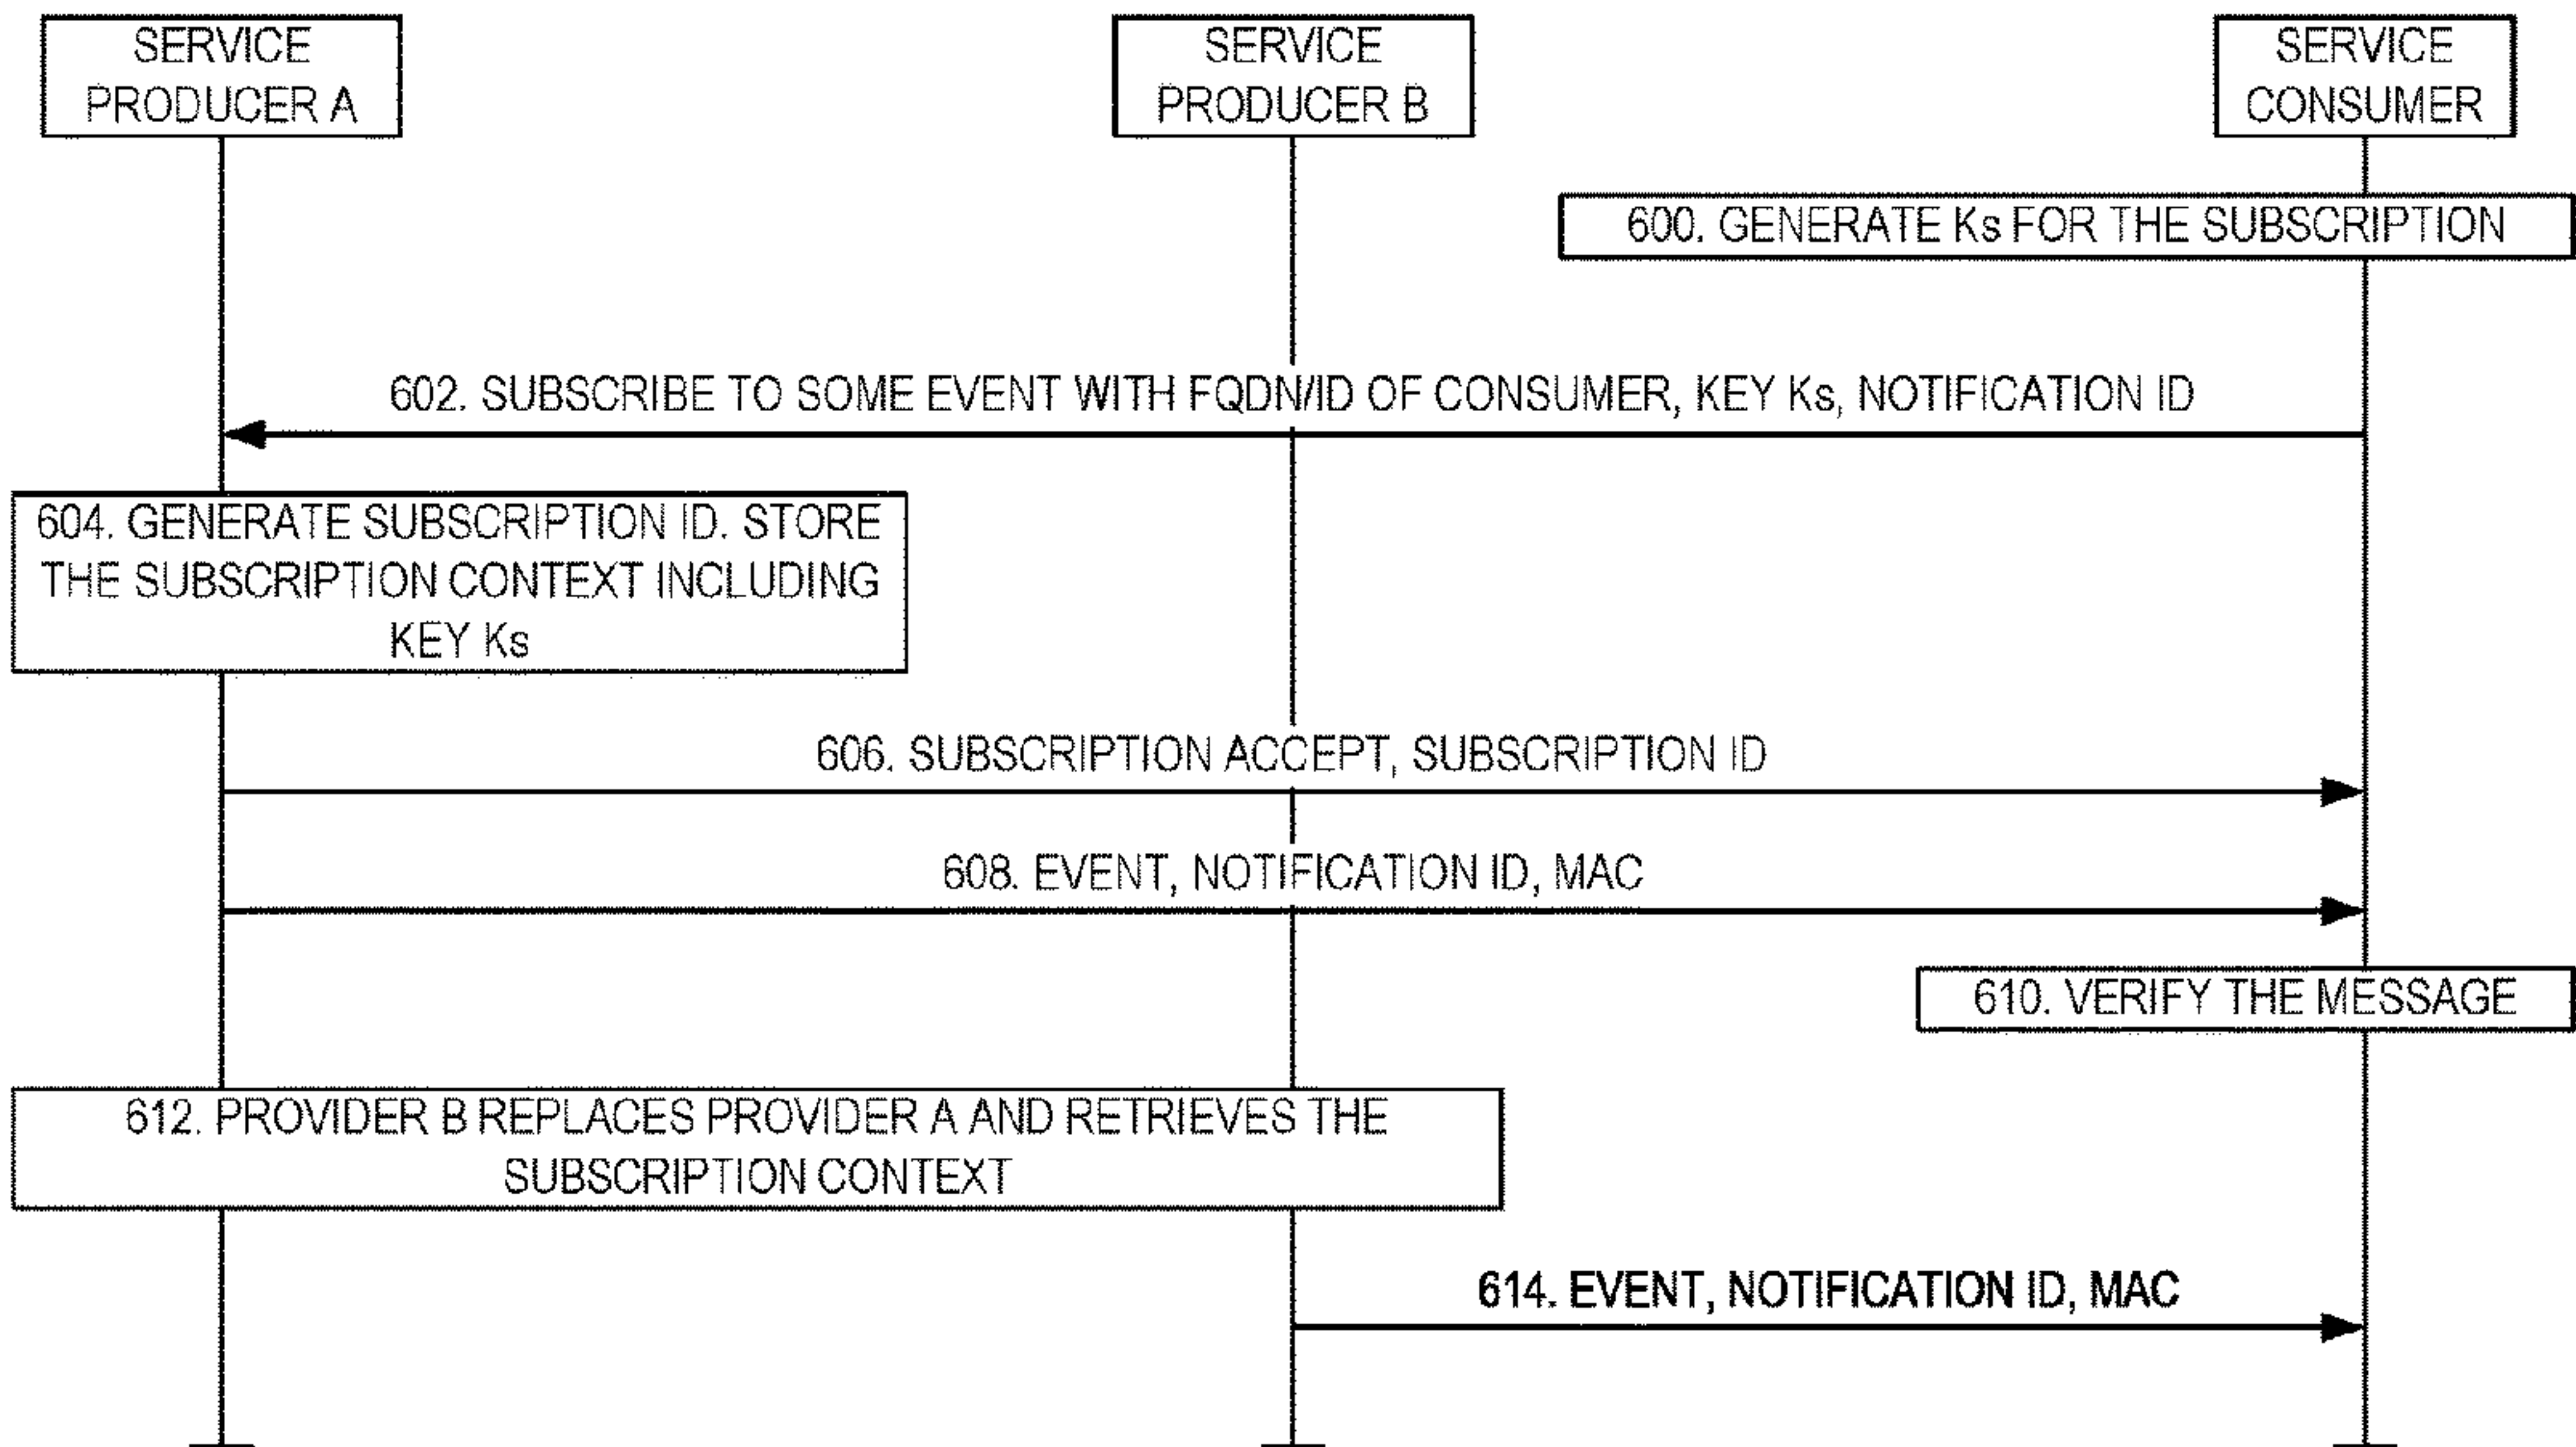 SERVICE
PRODUCER A
SERVICE
PRODUCER B
SERVICE
CONSUMER
600. GENERATE Ks FOR THE SUBSCRIPTION
602. SUBSCRIBE TO SOME EVENT WITH FQDN/ID OF CONSUMER, KEY Ks, NOTIFICATION ID
604. GENERATE SUBSCRIPTION ID. STORE
THE SUBSCRIPTION CONTEXT INCLUDING
KEY Ks
606. SUBSCRIPTION ACCEPT, SUBSCRIPTION ID
608. EVENT, NOTIFICATION ID, MAC
610. VERIFY THE MESSAGE
612. PROVIDER B REPLACES PROVIDER A AND RETRIEVES THE
SUBSCRIPTION CONTEXT
614. EVENT, NOTIFICATION ID, MAC